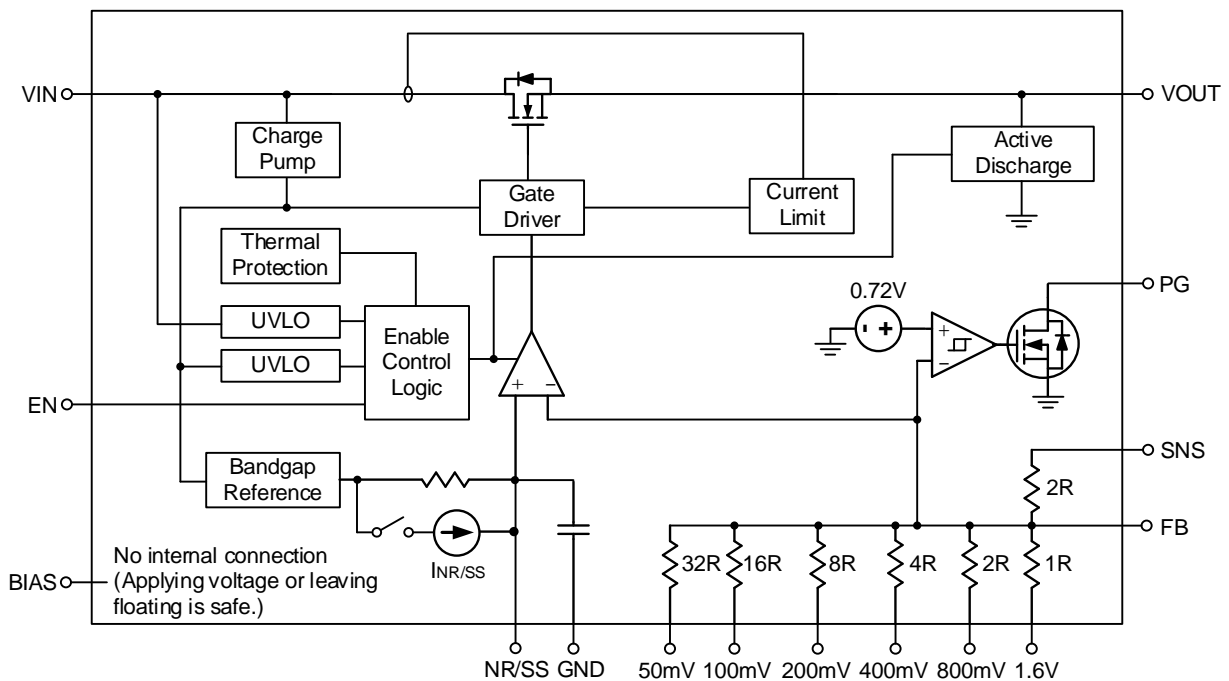 VIN
VOUT
Charge
Pump
Active
Discharge
Gate
Driver
Current
Limit
Thermal
Protection
0.72V
PG
UVLO
UVLO
Enable
Control
Logic
- +
+
−
+ −
EN
SNS
Bandgap
Reference
2R
FB
INR/SS
32R 16R 8R 4R 2R 1R
BIAS
No internal connection
(Applying voltage or leaving
floating is safe.)
NR/SS GND 50mV 100mV 200mV 400mV 800mV 1.6V